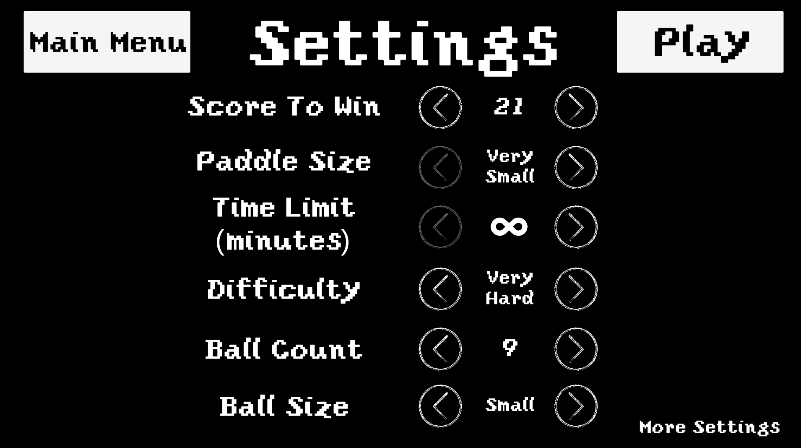 Main Menu
Settings
Play
Score To Win
21
Paddle Size
Very
Small
Time Limit
(minutes)
∞
Difficulty
Very
Hard
Ball Count
9
Ball Size
Small
More Settings